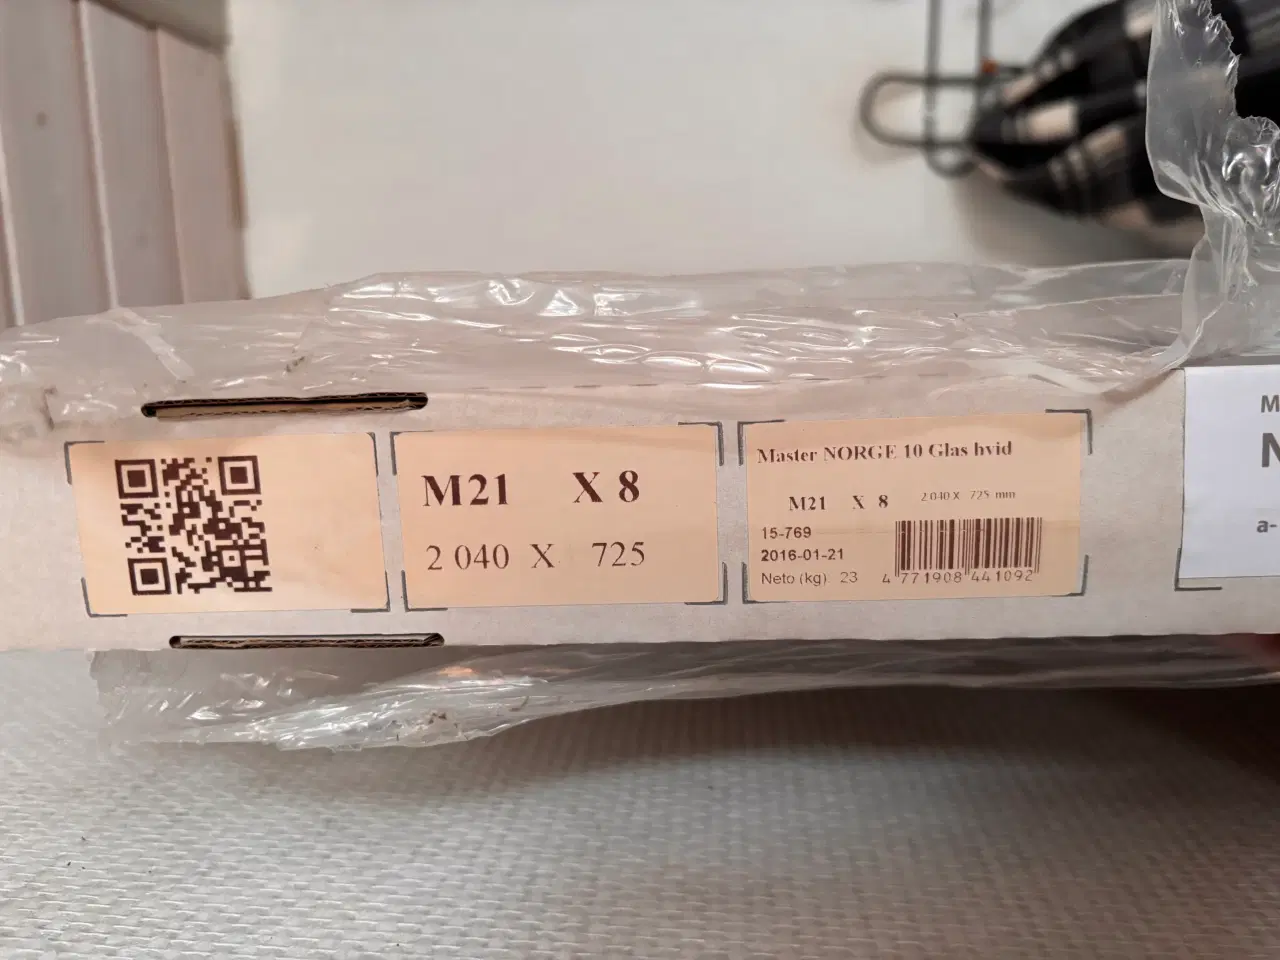 M21 X 8
2 040 X 725
Master NORGE 10 Glas hvid
M21 X 8 2 040 X 725 mm
15-769
2016-01-21
Neto (kg) 23
4 771908 441092
M
N
a-